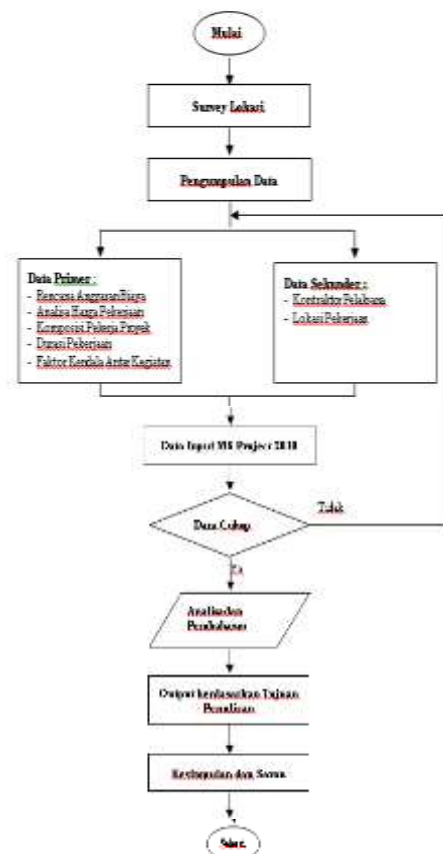 Mulai
Survey Lokasi
Pengumpulan Data
Data Primer :
- Rencana Anggaran Biaya
- Analisa Harga Pekerjaan
- Komposisi Pekerja Proyek
- Durasi Pekerjaan
- Faktor Kendala Antar Kegiatan
Data Sekunder :
- Kontraktor Pelaksana
- Lokasi Pekerjaan
Data Input MS Project 2010
Data Cukup
Tidak
Ya
Analisa dan
Pembahasan
Output berdasarkan Tujuan
Penulisan
Kesimpulan dan Saran